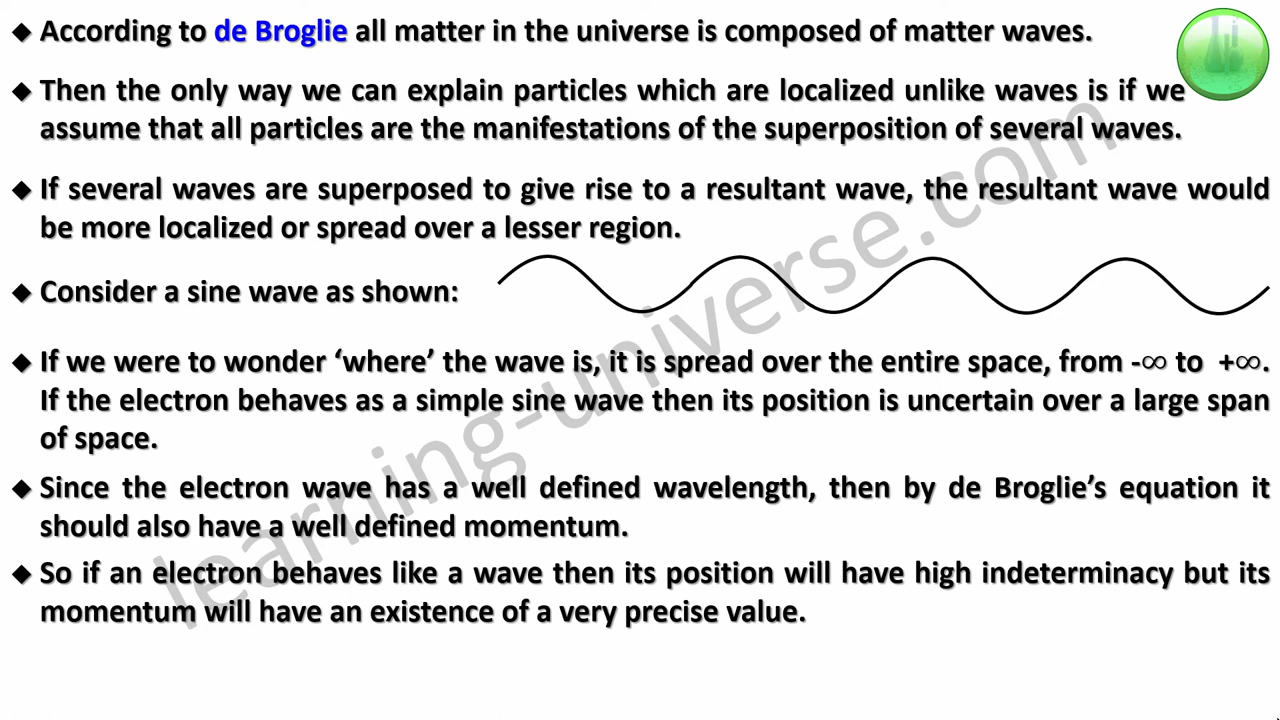 ◆ According to de Broglie all matter in the universe is composed of matter waves.
◆ Then the only way we can explain particles which are localized unlike waves is if we
assume that all particles are the manifestations of the superposition of several waves.
◆ If several waves are superposed to give rise to a resultant wave, the resultant wave would
be more localized or spread over a lesser region.
◆ Consider a sine wave as shown:
◆ If we were to wonder ‘where’ the wave is, it is spread over the entire space, from -∞ to +∞.
If the electron behaves as a simple sine wave then its position is uncertain over a large span
of space.
◆ Since the electron wave has a well defined wavelength, then by de Broglie’s equation it
should also have a well defined momentum.
◆ So if an electron behaves like a wave then its position will have high indeterminacy but its
momentum will have an existence of a very precise value.
learning-universe.com